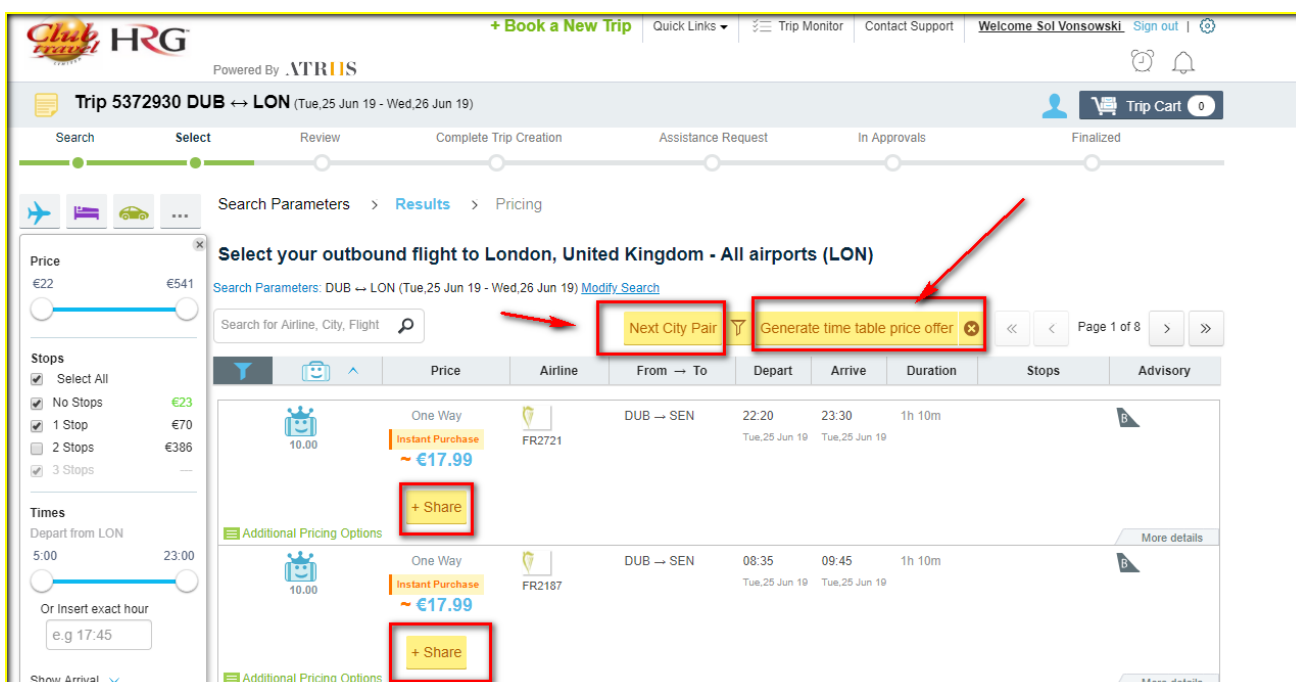 Club travel LIMITED HRG
+ Book a New Trip Quick Links Trip Monitor Contact Support Welcome Sol Vonsowski Sign out |
Powered By ATRIIS
Trip 5372930 DUB ↔ LON (Tue,25 Jun 19 - Wed,26 Jun 19) Trip Cart 0
Search Select Review Complete Trip Creation Assistance Request In Approvals Finalized
... Search Parameters > Results > Pricing
Select your outbound flight to London, United Kingdom - All airports (LON)
Search Parameters: DUB ↔ LON (Tue,25 Jun 19 - Wed,26 Jun 19) Modify Search
Search for Airline, City, Flight Next City Pair Generate time table price offer « < Page 1 of 8 > »
Price
€22 €541
Stops
Select All
No Stops €23
1 Stop €70
2 Stops €386
3 Stops —
Times
Depart from LON
5:00 23:00
Or Insert exact hour
e.g 17:45
Show Arrival
Price Airline From → To Depart Arrive Duration Stops Advisory
10.00 One Way FR2721 DUB → SEN 22:20 23:30 1h 10m B
Instant Purchase Tue,25 Jun 19 Tue,25 Jun 19
~ €17.99
+ Share
Additional Pricing Options More details
10.00 One Way FR2187 DUB → SEN 08:35 09:45 1h 10m B
Instant Purchase Tue,25 Jun 19 Tue,25 Jun 19
~ €17.99
+ Share
Additional Pricing Options More details